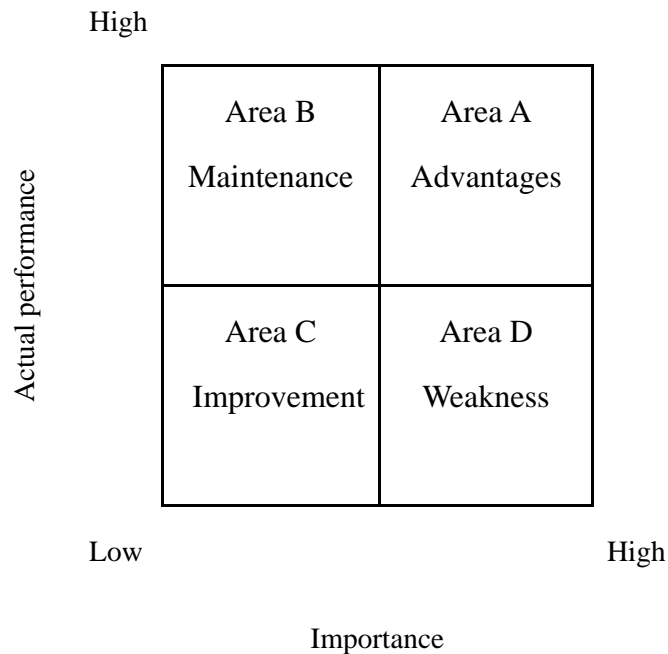 High
Area B
Maintenance
Area A
Advantages
Actual performance
Area C
Improvement
Area D
Weakness
Low
High
Importance